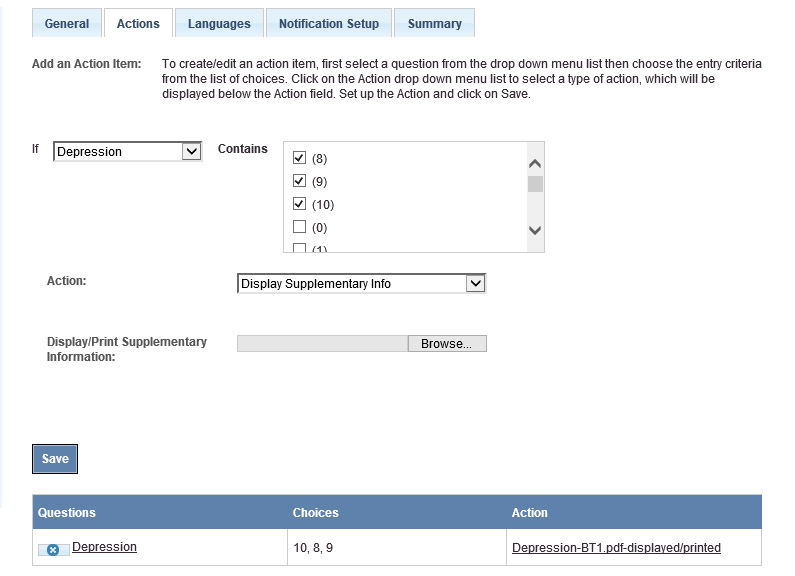 General Actions Languages Notification Setup Summary
Add an Action Item: To create/edit an action item, first select a question from the drop down menu list then choose the entry criteria
from the list of choices. Click on the Action drop down menu list to select a type of action, which will be
displayed below the Action field. Set up the Action and click on Save.
If Depression Contains
(8)
(9)
(10)
(0)
(1)
Action: Display Supplementary Info
Display/Print Supplementary
Information: Browse...
Save
Questions Choices Action
Depression 10, 8, 9 Depression-BT1.pdf-displayed/printed